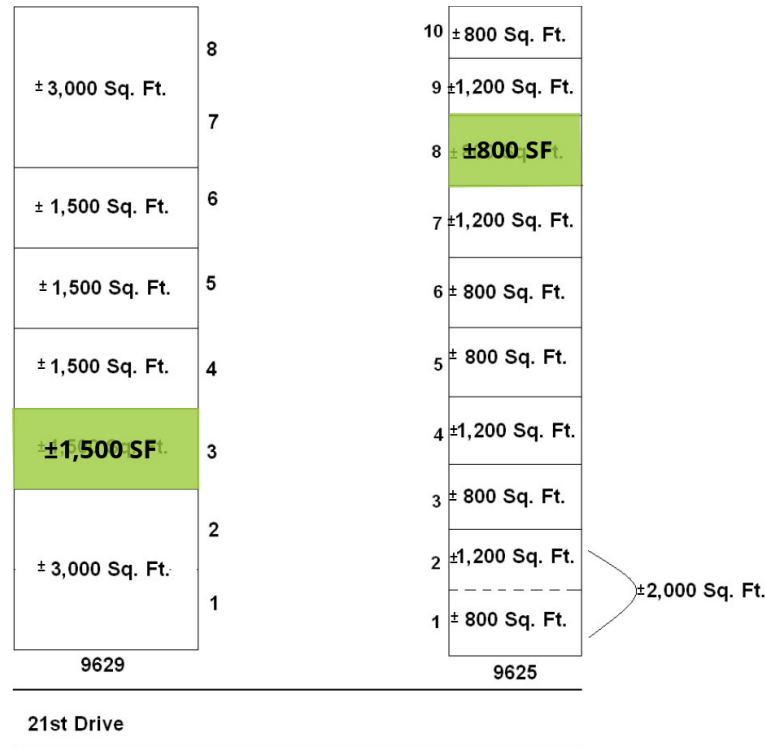 8
± 3,000 Sq. Ft.
7
± 1,500 Sq. Ft.
6
± 1,500 Sq. Ft.
5
± 1,500 Sq. Ft.
4
±1,500 SF
3
2
± 3,000 Sq. Ft.
1
9629
10 ± 800 Sq. Ft.
9 ±1,200 Sq. Ft.
8 ±800 SF
7 ±1,200 Sq. Ft.
6 ± 800 Sq. Ft.
5 ± 800 Sq. Ft.
4 ±1,200 Sq. Ft.
3 ± 800 Sq. Ft.
2 ±1,200 Sq. Ft.
±2,000 Sq. Ft.
1 ± 800 Sq. Ft.
9625
21st Drive